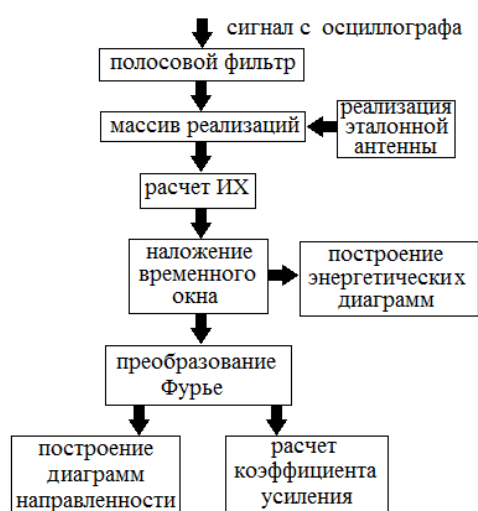 сигнал с осциллографа
полосовой фильтр
массив реализаций
реализация
эталонной
антенны
расчет ИХ
наложение
временного
окна
построение
энергетических
диаграмм
преобразование
Фурье
построение
диаграмм
направленности
расчет
коэффициента
усиления